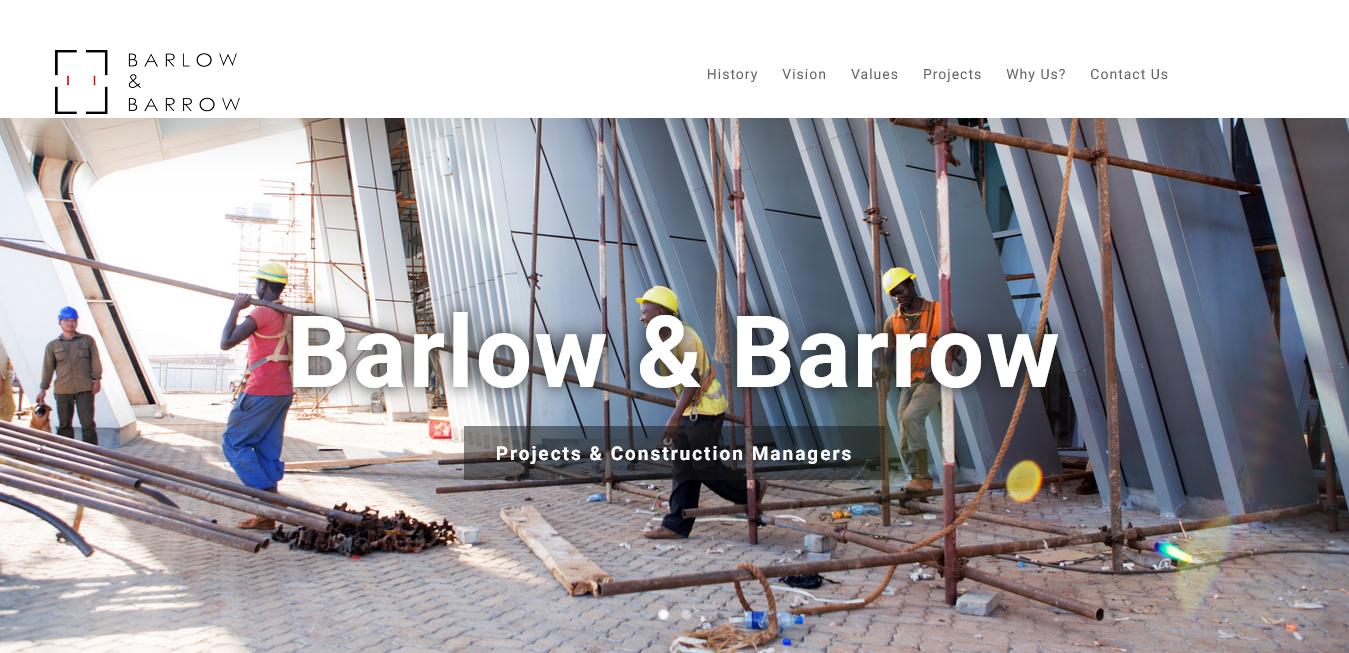 BARLOW
&
BARROW
History Vision Values Projects Why Us? Contact Us
Barlow & Barrow
Projects & Construction Managers